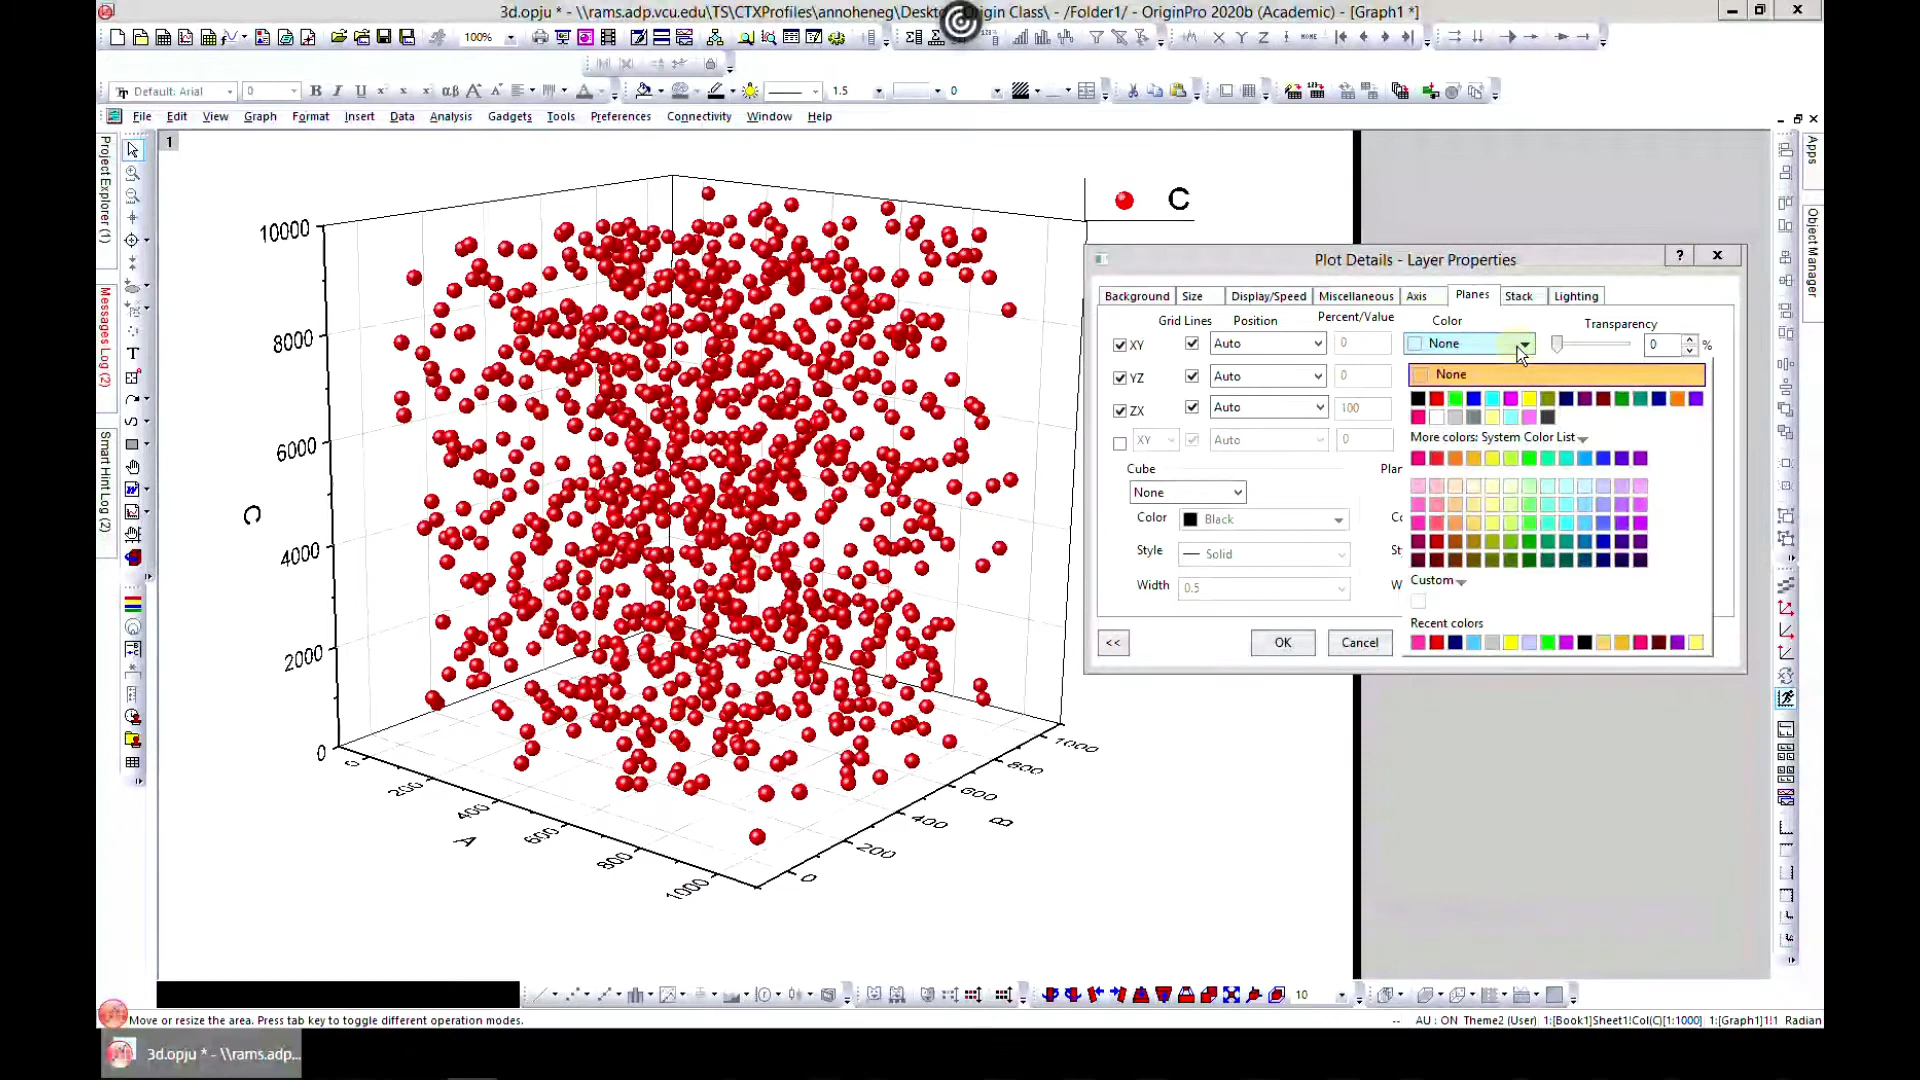 3d.opju * - \\rams.adp.vcu.edu\TS\CTXProfiles\annoheneg\Deskto Origin Class\ - /Folder1/ - OriginPro 2020b (Academic) - [Graph1 *]
100%
Default: Arial 0 B I U αβ A A A 1.5 0
File Edit View Graph Format Insert Data Analysis Gadgets Tools Preferences Connectivity Window Help
Project Explorer (1)
Messages Log (2)
Smart Hint Log (2)
Apps
Object Manager
1
C
10000
8000
6000
4000
2000
0
C
0
200
400
600
800
1000
A
0
200
400
600
800
1000
B
Plot Details - Layer Properties
? X
Background Size Display/Speed Miscellaneous Axis Planes Stack Lighting
Grid Lines Position Percent/Value Color Transparency
XY Auto 0 None 0 %
YZ Auto 0
ZX Auto 100
XY Auto 0
None
More colors: System Color List
Custom
Recent colors
Cube Plan
None
Color Black Co
Style Solid St
Width 0.5 W
<< OK Cancel
10
Move or resize the area. Press tab key to toggle different operation modes.
-- AU : ON Theme2 (User) 1:[Book1]Sheet1!Col(C)[1:1000] 1:[Graph1]1!1 Radian
3d.opju * - \\rams.adp...